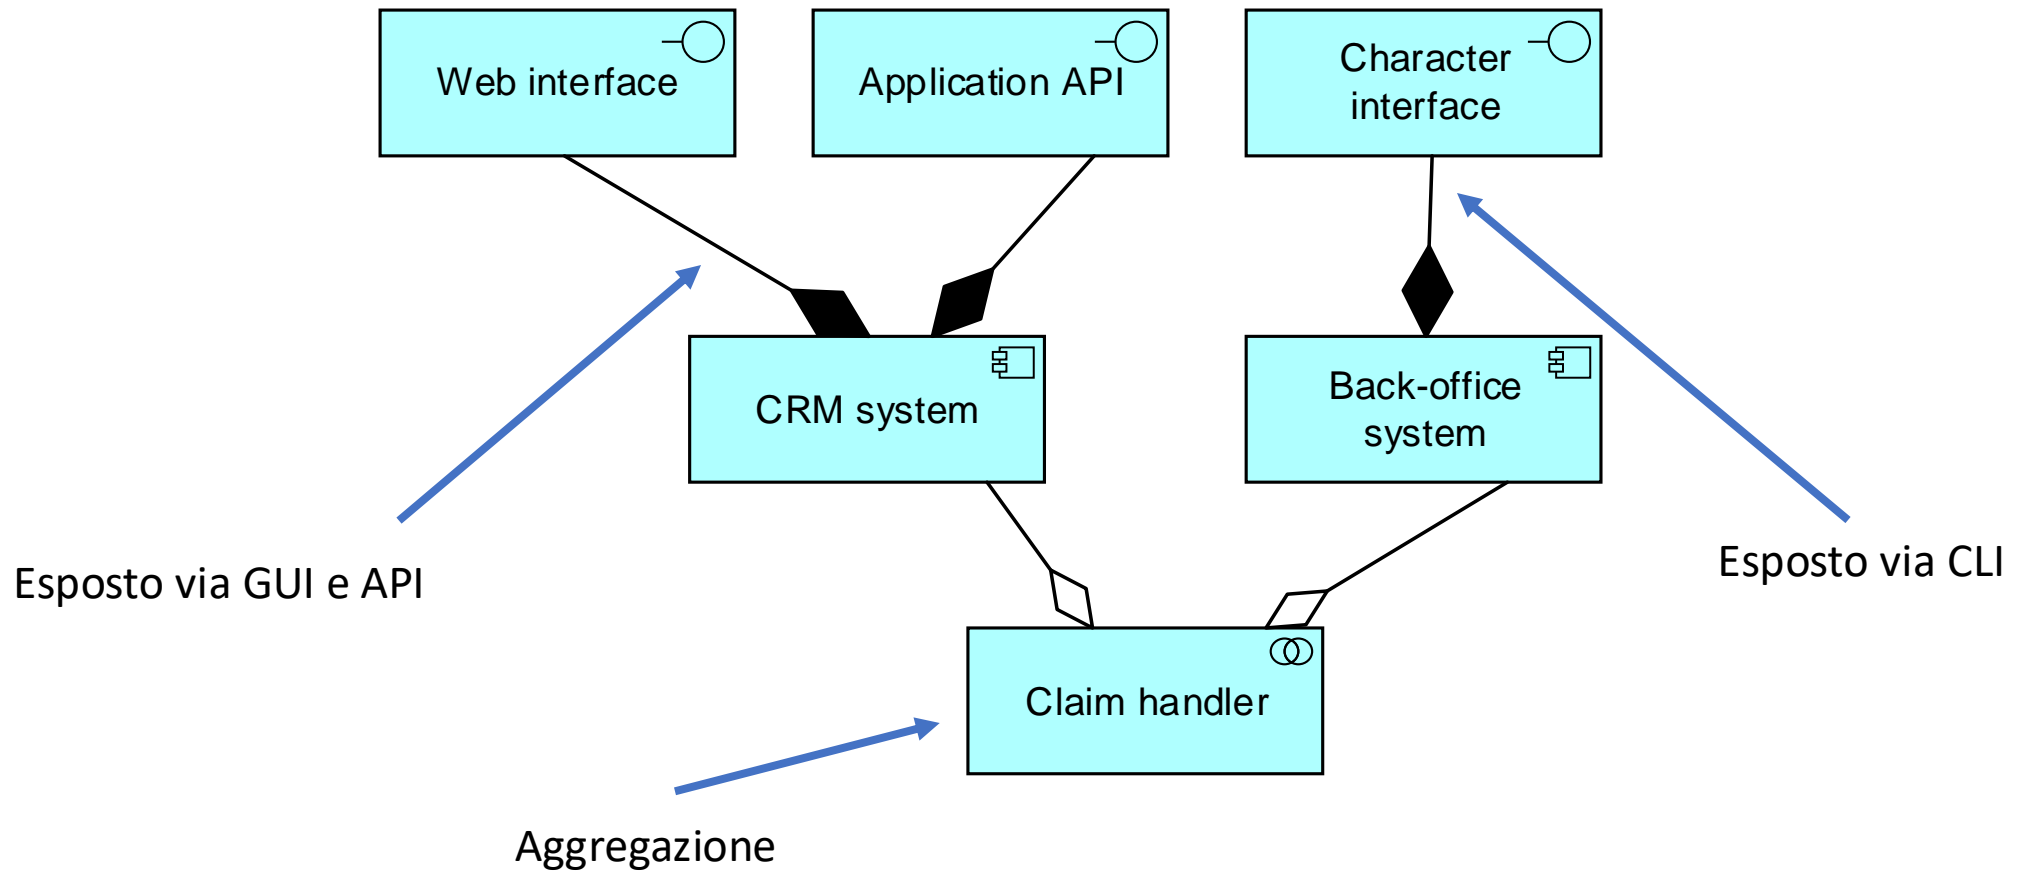 Web interface
Application API
Character
interface
CRM system
Back-office
system
Esposto via GUI e API
Esposto via CLI
Claim handler
Aggregazione